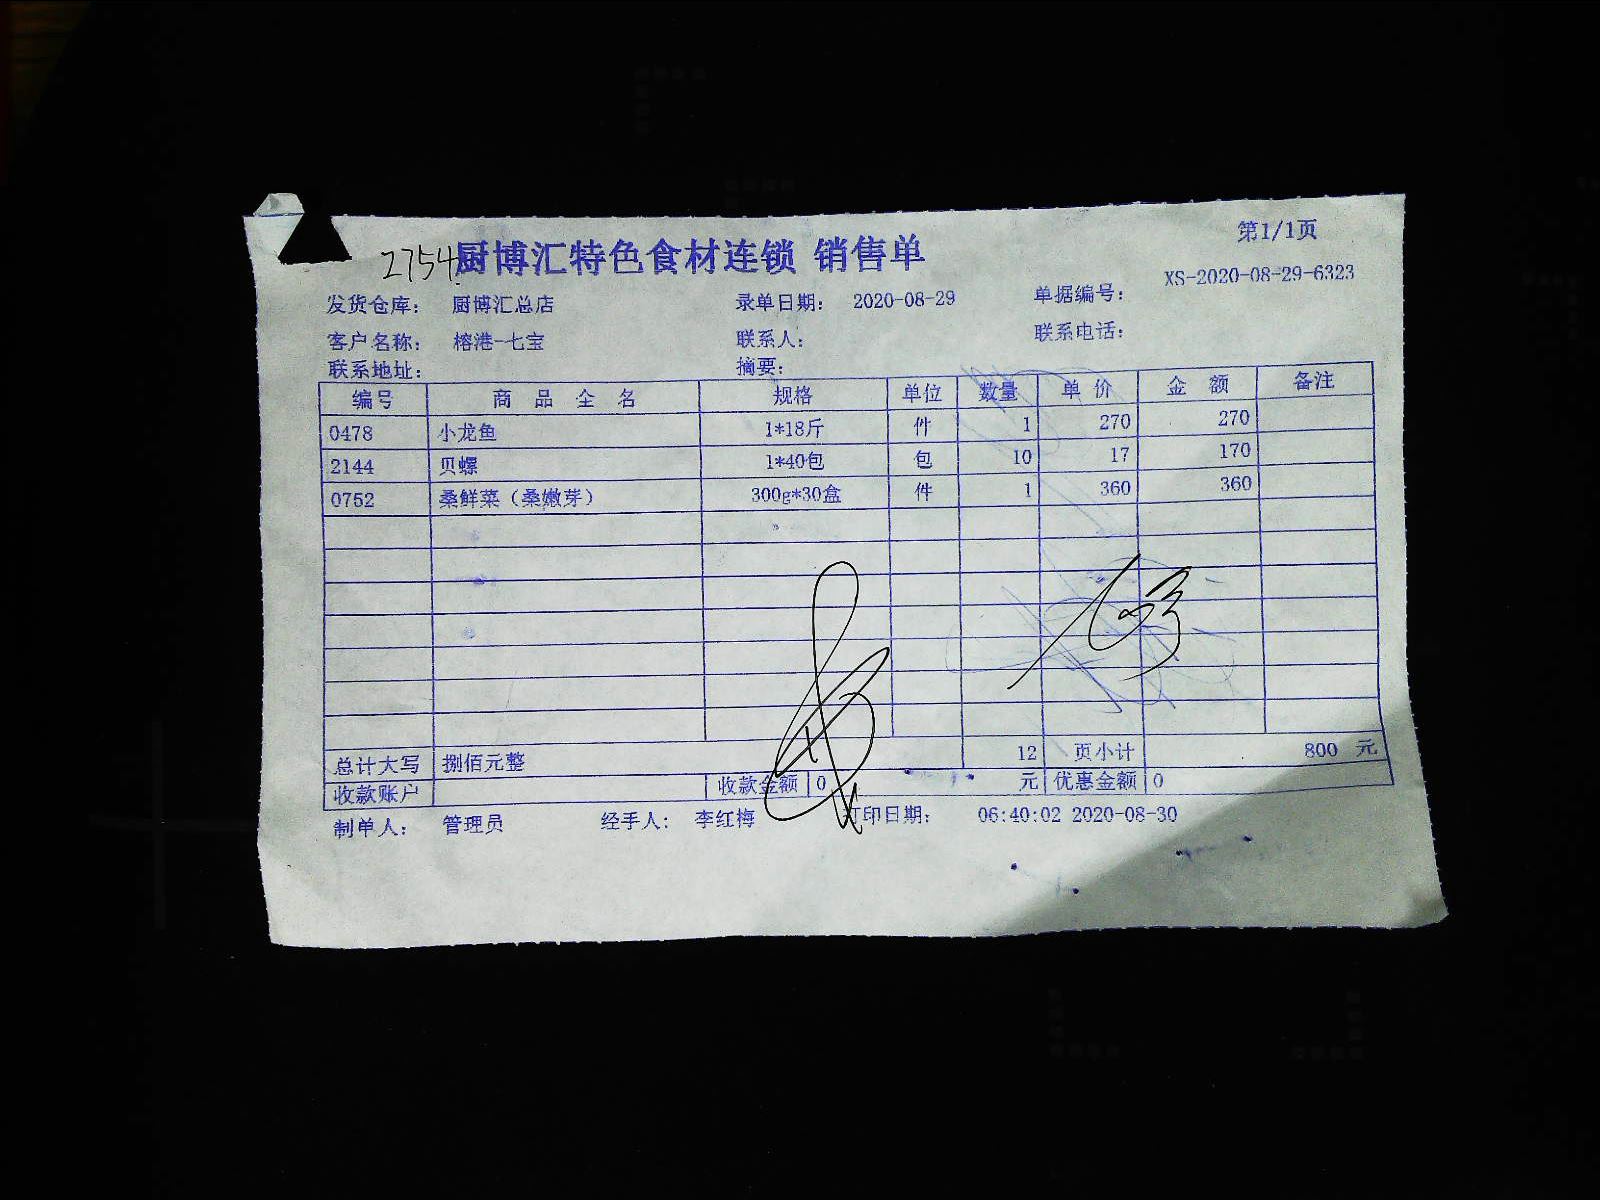 第1/1页
2754
厨博汇特色食材连锁 销售单
发货仓库： 厨博汇总店 录单日期： 2020-08-29 单据编号： XS-2020-08-29-6323
客户名称： 榕港-七宝 联系人： 联系电话：
联系地址： 摘要：
编号 商品全名 规格 单位 数量 单价 金额 备注
0478 小龙鱼 1*18斤 件 1 270 270
2144 贝螺 1*40包 包 10 17 170
0752 桑鲜菜（桑嫩芽） 300g*30盒 件 1 360 360
总计大写 捌佰元整 12 页小计 800 元
收款账户 收款金额 0 元 优惠金额 0
制单人： 管理员 经手人： 李红梅 打印日期： 06:40:02 2020-08-30